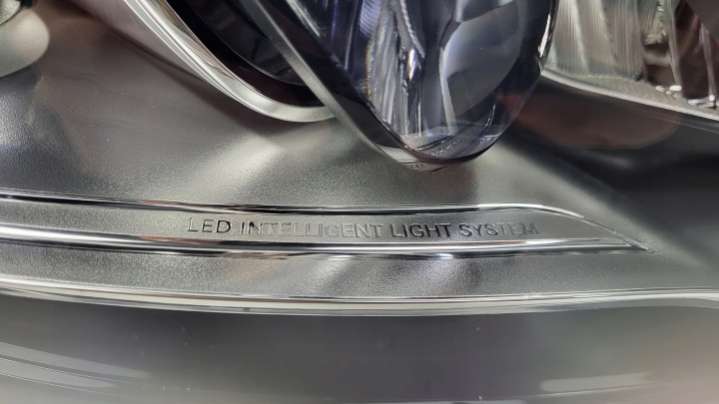 LED INTELLIGENT LIGHT SYSTEM